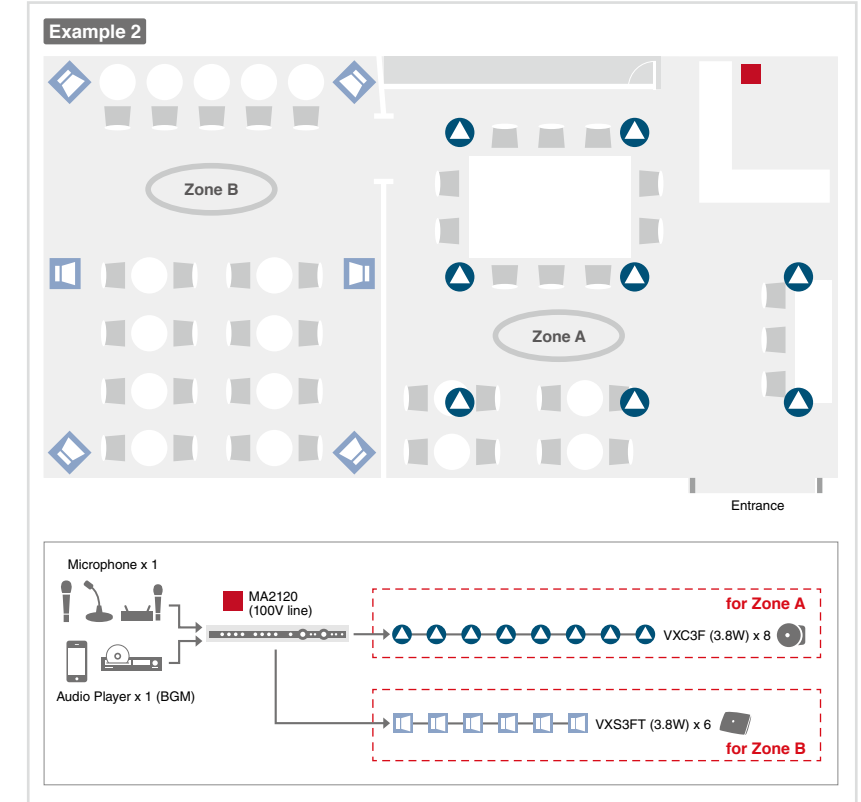 Example 2
Zone B
Zone A
Entrance
Microphone x 1
MA2120
(100V line)
Audio Player x 1 (BGM)
for Zone A
VXC3F (3.8W) x 8
VXS3FT (3.8W) x 6
for Zone B